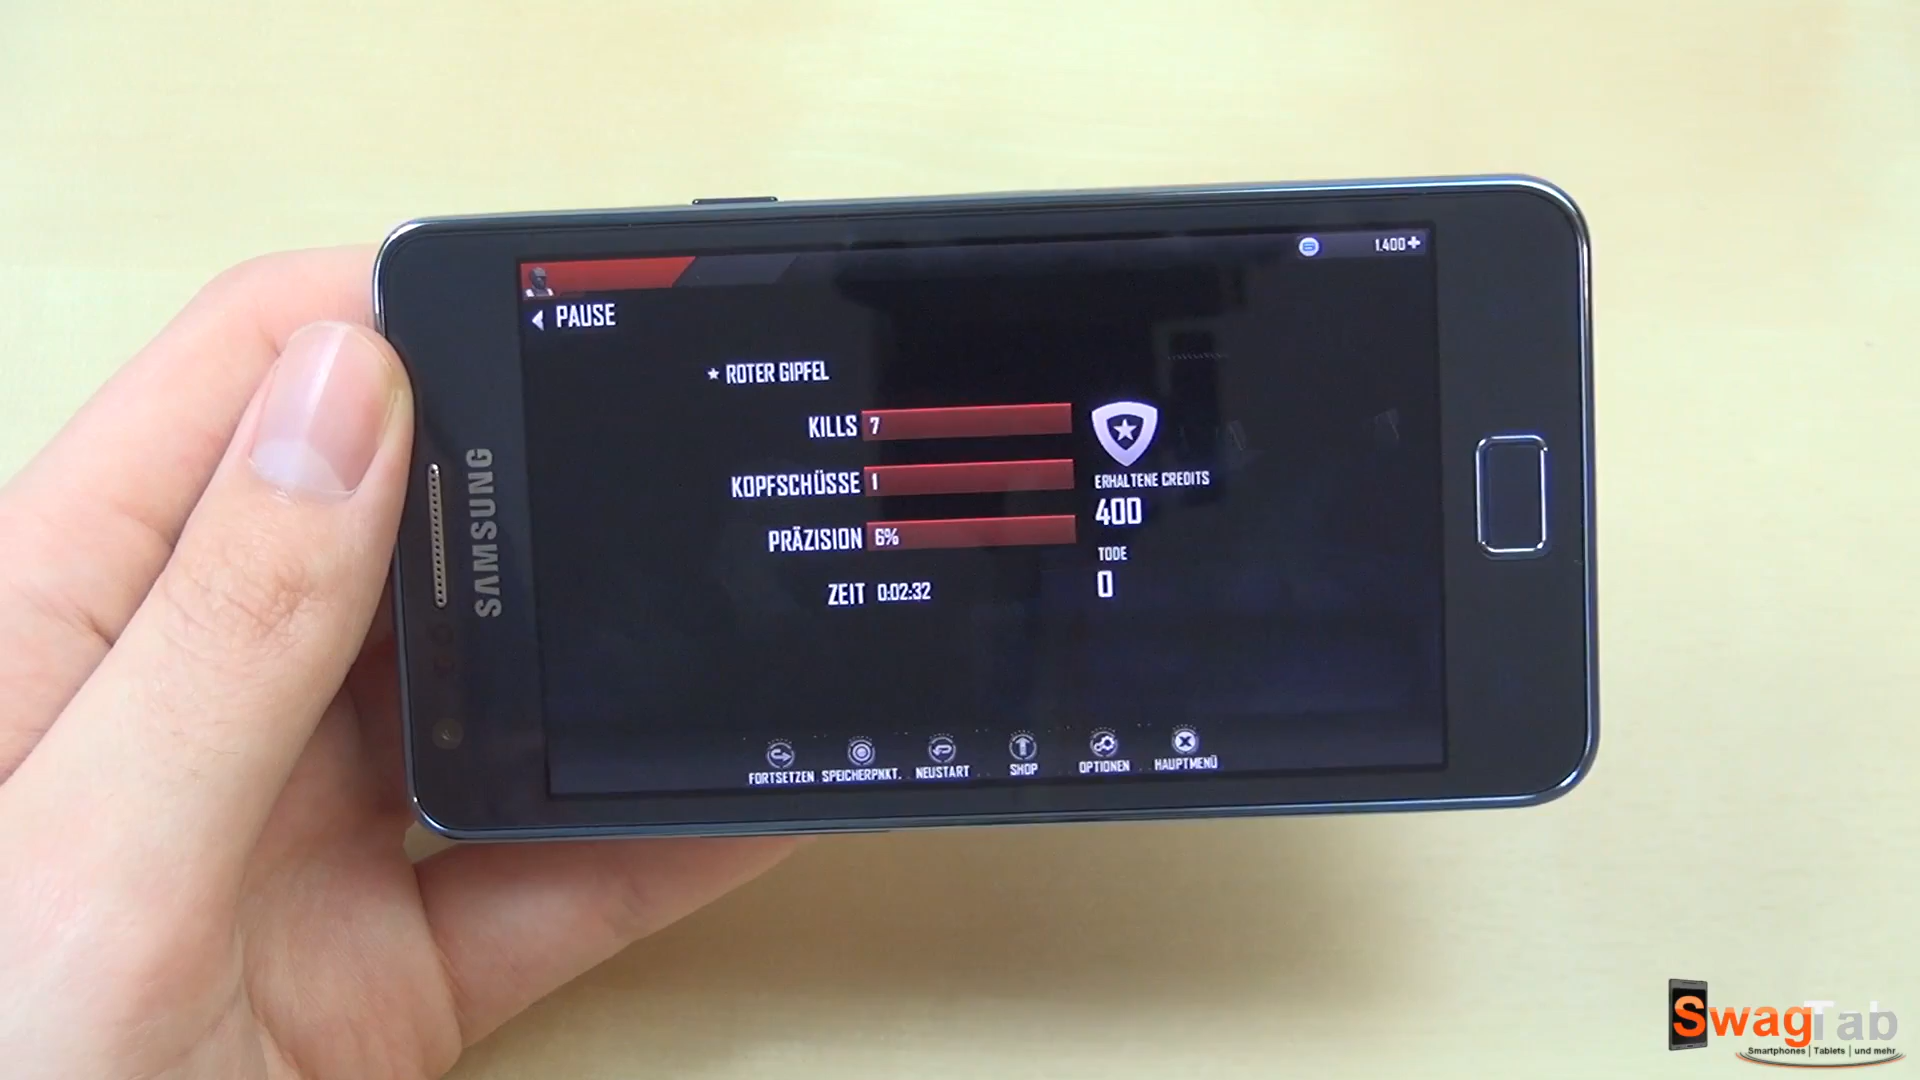 1.400+
PAUSE
★ ROTER GIPFEL
KILLS 7
KOPFSCHÜSSE 1
PRÄZISION 6%
ZEIT 0:02:32
ERHALTENE CREDITS
400
TODE
0
FORTSETZEN SPEICHERPNKT. NEUSTART SHOP OPTIONEN HAUPTMENÜ
SAMSUNG
SwagTab
Smartphones | Tablets | und mehr